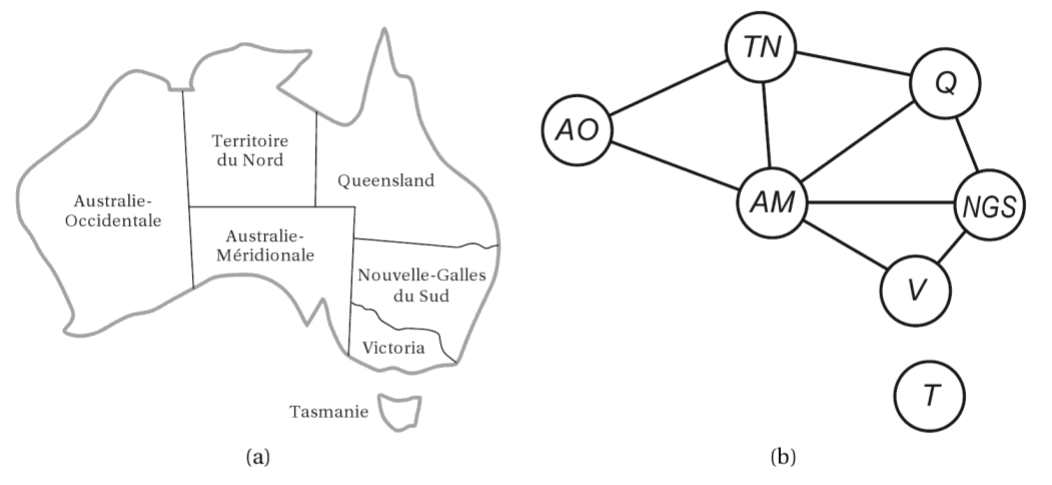 Territoire
du Nord
Queensland
Australie-
Occidentale
Australie-
Méridionale
Nouvelle-Galles
du Sud
Victoria
Tasmanie
(a)
TN
Q
AO
AM
NGS
V
T
(b)